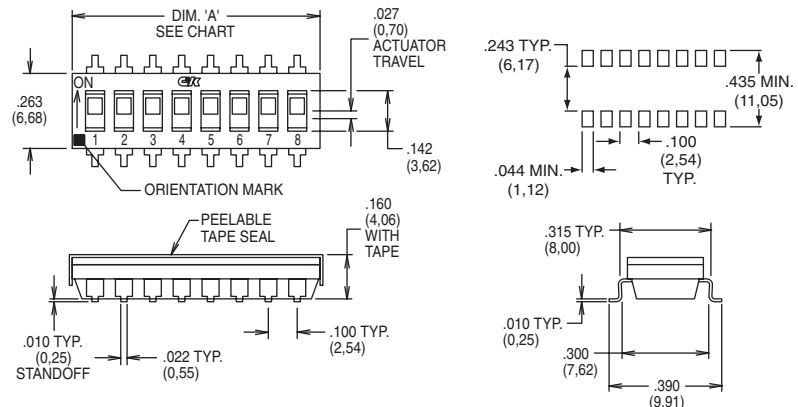 DIM. 'A'
SEE CHART
.027
(0,70)
ACTUATOR
TRAVEL
ON
C&K
.263
(6,68)
1 2 3 4 5 6 7 8
.142
(3,62)
ORIENTATION MARK
.243 TYP.
(6,17)
.435 MIN.
(11,05)
.044 MIN.
(1,12)
.100
(2,54)
TYP.
PEELABLE
TAPE SEAL
.160
(4,06)
WITH
TAPE
.010 TYP.
(0,25)
STANDOFF
.022 TYP.
(0,55)
.100 TYP.
(2,54)
.315 TYP.
(8,00)
.010 TYP.
(0,25)
.300
(7,62)
.390
(9,91)